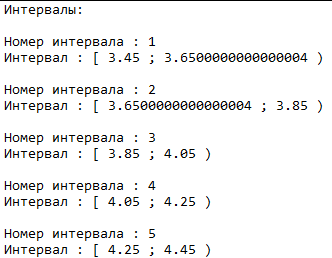 Интервалы:
Номер интервала : 1
Интервал : [ 3.45 ; 3.6500000000000004 )
Номер интервала : 2
Интервал : [ 3.6500000000000004 ; 3.85 )
Номер интервала : 3
Интервал : [ 3.85 ; 4.05 )
Номер интервала : 4
Интервал : [ 4.05 ; 4.25 )
Номер интервала : 5
Интервал : [ 4.25 ; 4.45 )